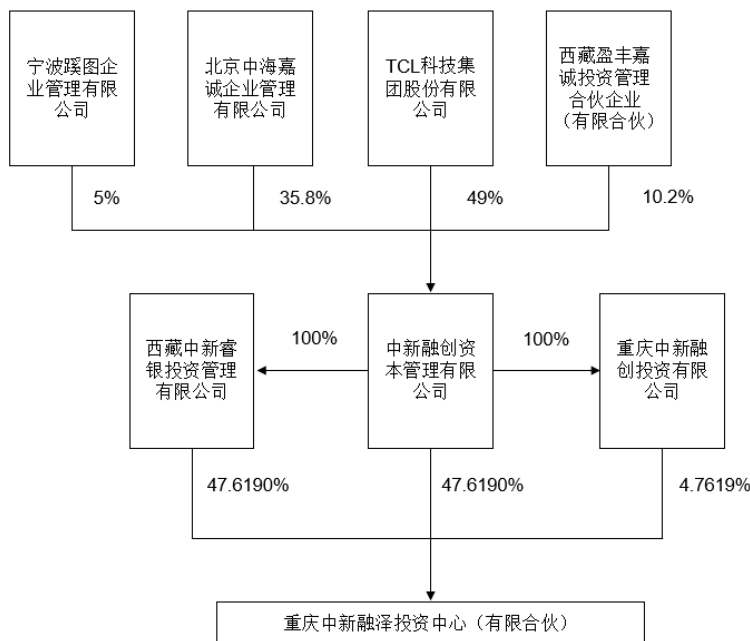 宁波蹊图企
业管理有限
公司
北京中海嘉
诚企业管理
有限公司
TCL科技集
团股份有限
公司
西藏盈丰嘉
诚投资管理
合伙企业
（有限合伙）
5%
35.8%
49%
10.2%
西藏中新睿
银投资管理
有限公司
100%
中新融创资
本管理有限
公司
100%
重庆中新融
创投资有限
公司
47.6190%
47.6190%
4.7619%
重庆中新融泽投资中心（有限合伙）